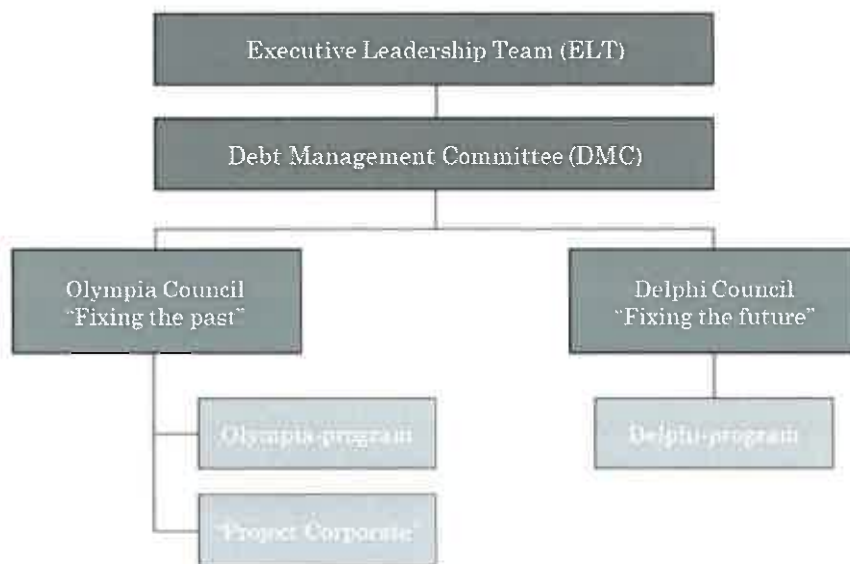 Executive Leadership Team (ELT)
Debt Management Committee (DMC)
Olympia Council
"Fixing the past"
Delphi Council
"Fixing the future"
Olympia-program
Delphi-program
"Project Corporate"